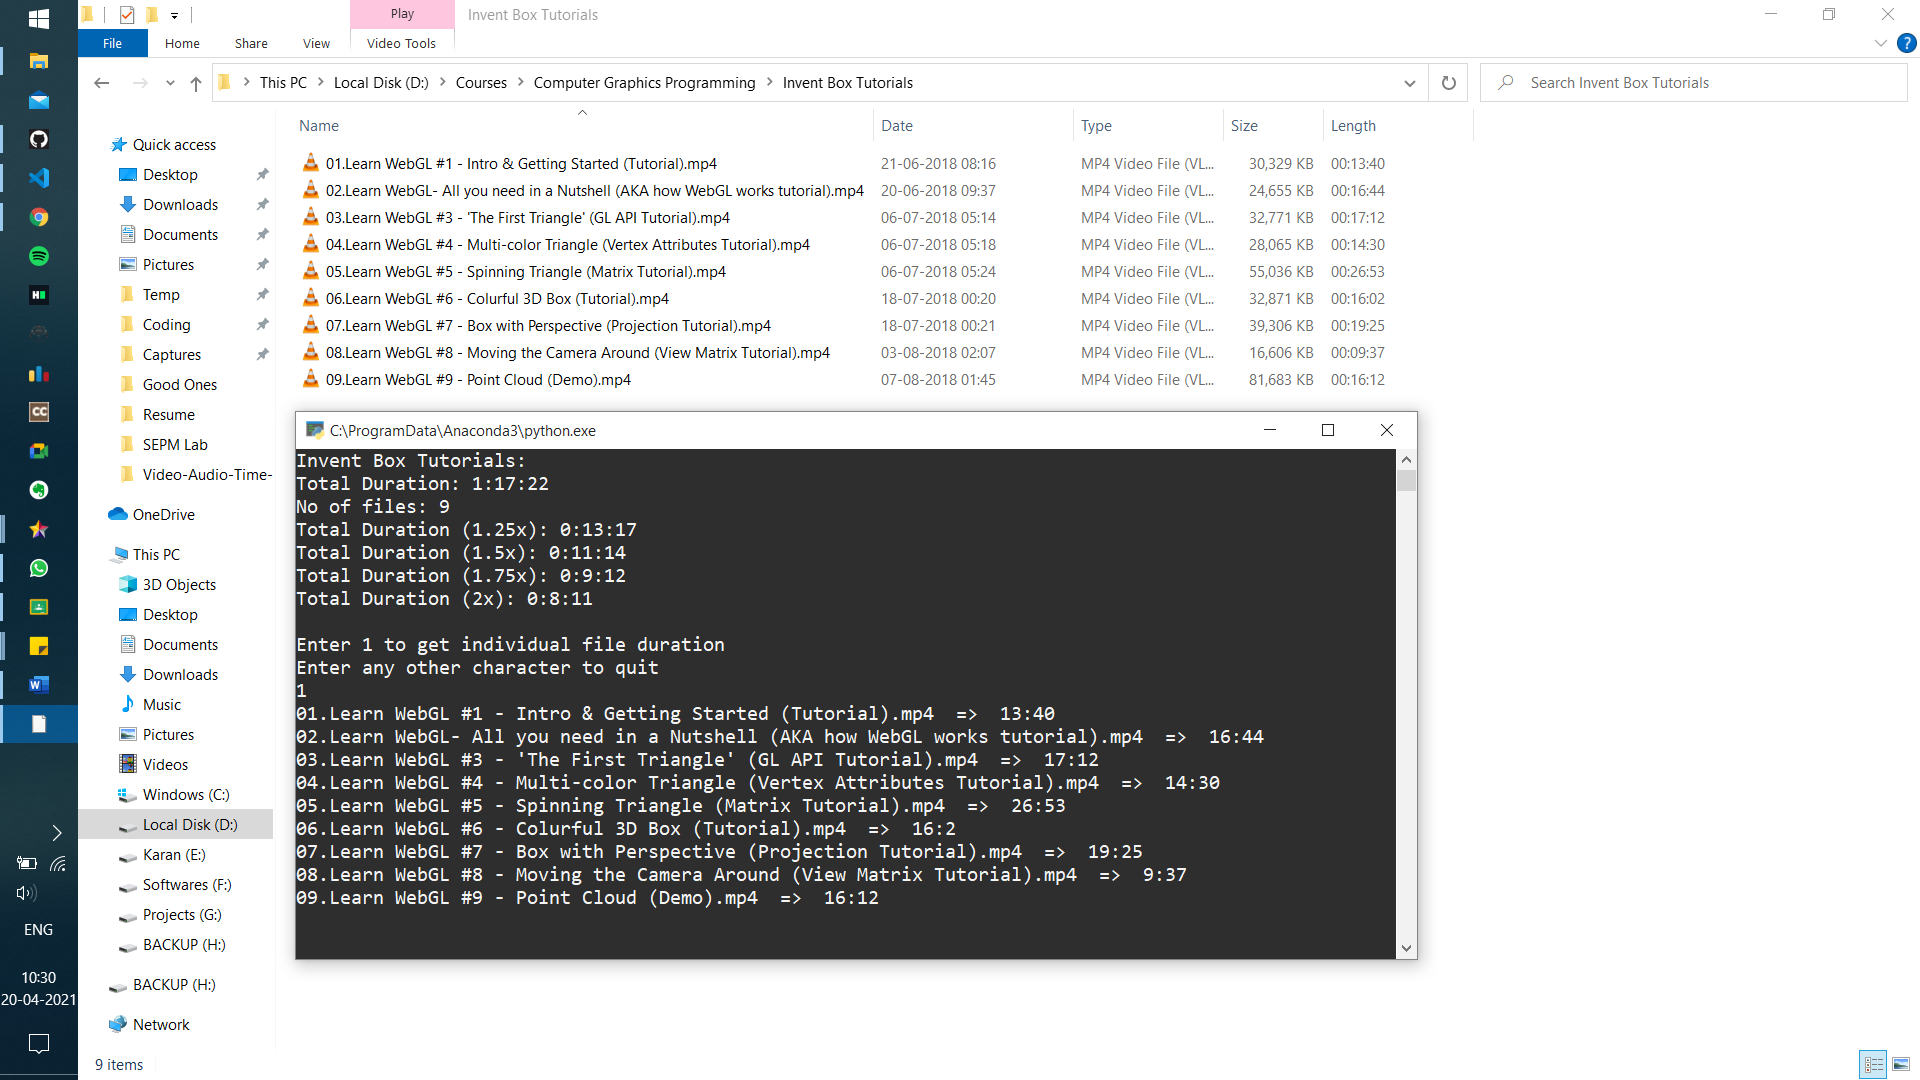 Play
Invent Box Tutorials
File
Home
Share
View
Video Tools
?
This PC
Local Disk (D:)
Courses
Computer Graphics Programming
Invent Box Tutorials
Search Invent Box Tutorials
Name
Date
Type
Size
Length
01.Learn WebGL #1 - Intro & Getting Started (Tutorial).mp4 21-06-2018 08:16 MP4 Video File (VL... 30,329 KB 00:13:40
02.Learn WebGL- All you need in a Nutshell (AKA how WebGL works tutorial).mp4 20-06-2018 09:37 MP4 Video File (VL... 24,655 KB 00:16:44
03.Learn WebGL #3 - 'The First Triangle' (GL API Tutorial).mp4 06-07-2018 05:14 MP4 Video File (VL... 32,771 KB 00:17:12
04.Learn WebGL #4 - Multi-color Triangle (Vertex Attributes Tutorial).mp4 06-07-2018 05:18 MP4 Video File (VL... 28,065 KB 00:14:30
05.Learn WebGL #5 - Spinning Triangle (Matrix Tutorial).mp4 06-07-2018 05:24 MP4 Video File (VL... 55,036 KB 00:26:53
06.Learn WebGL #6 - Colurful 3D Box (Tutorial).mp4 18-07-2018 00:20 MP4 Video File (VL... 32,871 KB 00:16:02
07.Learn WebGL #7 - Box with Perspective (Projection Tutorial).mp4 18-07-2018 00:21 MP4 Video File (VL... 39,306 KB 00:19:25
08.Learn WebGL #8 - Moving the Camera Around (View Matrix Tutorial).mp4 03-08-2018 02:07 MP4 Video File (VL... 16,606 KB 00:09:37
09.Learn WebGL #9 - Point Cloud (Demo).mp4 07-08-2018 01:45 MP4 Video File (VL... 81,683 KB 00:16:12
Quick access
Desktop
Downloads
Documents
Pictures
Temp
Coding
Captures
Good Ones
Resume
SEPM Lab
Video-Audio-Time-
OneDrive
This PC
3D Objects
Desktop
Documents
Downloads
Music
Pictures
Videos
Windows (C:)
Local Disk (D:)
Karan (E:)
Softwares (F:)
Projects (G:)
BACKUP (H:)
BACKUP (H:)
Network
9 items
H
CC
W
ENG
10:30
20-04-2021
C:\ProgramData\Anaconda3\python.exe
Invent Box Tutorials:
Total Duration: 1:17:22
No of files: 9
Total Duration (1.25x): 0:13:17
Total Duration (1.5x): 0:11:14
Total Duration (1.75x): 0:9:12
Total Duration (2x): 0:8:11
Enter 1 to get individual file duration
Enter any other character to quit
1
01.Learn WebGL #1 - Intro & Getting Started (Tutorial).mp4 => 13:40
02.Learn WebGL- All you need in a Nutshell (AKA how WebGL works tutorial).mp4 => 16:44
03.Learn WebGL #3 - 'The First Triangle' (GL API Tutorial).mp4 => 17:12
04.Learn WebGL #4 - Multi-color Triangle (Vertex Attributes Tutorial).mp4 => 14:30
05.Learn WebGL #5 - Spinning Triangle (Matrix Tutorial).mp4 => 26:53
06.Learn WebGL #6 - Colurful 3D Box (Tutorial).mp4 => 16:2
07.Learn WebGL #7 - Box with Perspective (Projection Tutorial).mp4 => 19:25
08.Learn WebGL #8 - Moving the Camera Around (View Matrix Tutorial).mp4 => 9:37
09.Learn WebGL #9 - Point Cloud (Demo).mp4 => 16:12